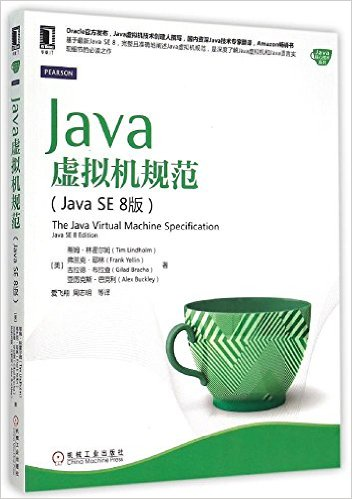 Oracle官方发布，Java虚拟机技术创建人撰写，国内资深Java技术专家翻译，Amazon畅销书
基于最新Java SE 8，完整且准确地阐述Java虚拟机规范，是深度了解Java虚拟机和Java语言实
现细节的必读之作
PEARSON
Java
虚拟机规范
（Java SE 8版）
The Java Virtual Machine Specification
Java SE 8 Edition
[美]
蒂姆·林霍尔姆（Tim Lindholm）
弗兰克·耶林（Frank Yellin）
吉拉德·布拉查（Gilad Bracha）
亚历克斯·巴克利（Alex Buckley）
著
爱飞翔 周志明 等译
机械工业出版社
China Machine Press
Java虚拟机规范
（Java SE 8版）
机械工业出版社